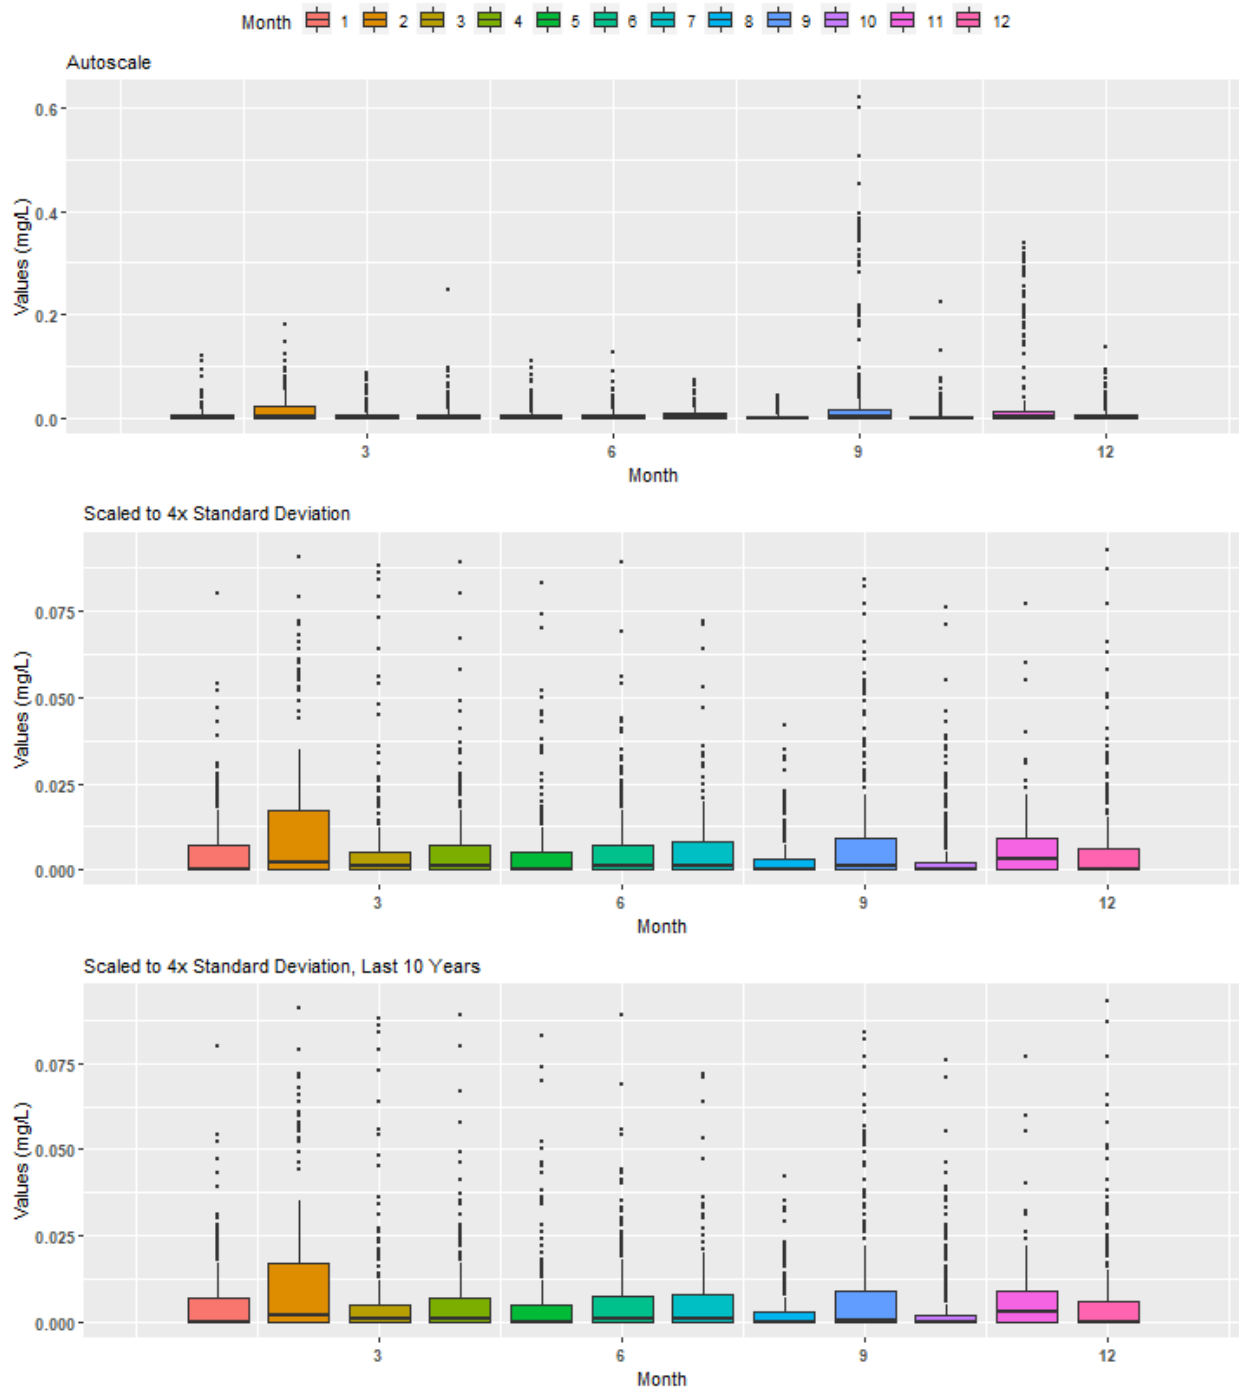 Month 1 2 3 4 5 6 7 8 9 10 11 12
Autoscale
Values (mg/L)
0.6
0.4
0.2
0.0
3 6 9 12
Month
Scaled to 4x Standard Deviation
Values (mg/L)
0.075
0.050
0.025
0.000
3 6 9 12
Month
Scaled to 4x Standard Deviation, Last 10 Years
Values (mg/L)
0.075
0.050
0.025
0.000
3 6 9 12
Month